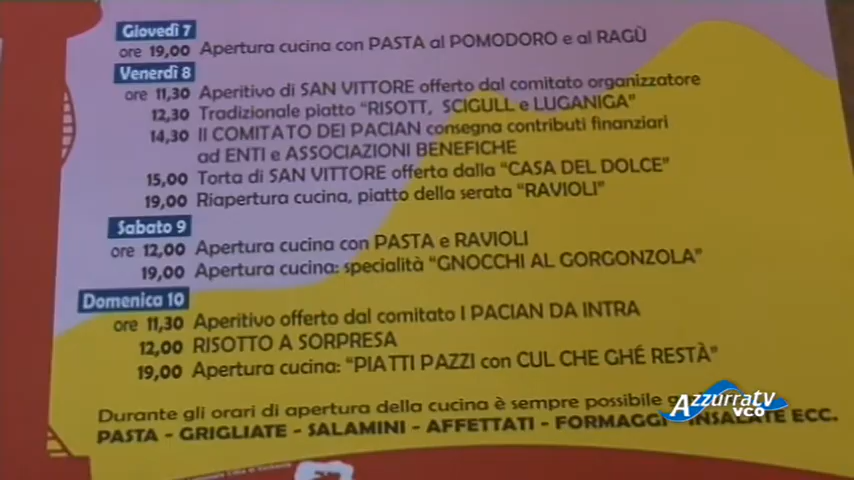 Giovedì 7
ore 19,00 Apertura cucina con PASTA al POMODORO e al RAGÙ
Venerdì 8
ore 11,30 Aperitivo di SAN VITTORE offerto dal comitato organizzatore
12,30 Tradizionale piatto "RISOTT, SCIGULL e LUGANIGA"
14,30 Il COMITATO DEI PACIAN consegna contributi finanziari
ad ENTI e ASSOCIAZIONI BENEFICHE
15,00 Torta di SAN VITTORE offerta dalla "CASA DEL DOLCE"
19,00 Riapertura cucina, piatto della serata "RAVIOLI"
Sabato 9
ore 12,00 Apertura cucina con PASTA e RAVIOLI
19,00 Apertura cucina: specialità "GNOCCHI AL GORGONZOLA"
Domenica 10
ore 11,30 Aperitivo offerto dal comitato I PACIAN DA INTRA
12,00 RISOTTO A SORPRESA
19,00 Apertura cucina: "PIATTI PAZZI con CUL CHE GHÉ RESTÀ"
Durante gli orari di apertura della cucina è sempre possibile
PASTA - GRIGLIATE - SALAMINI - AFFETTATI - FORMAGGI - INSALATE ECC.
Azzurratv
VCO